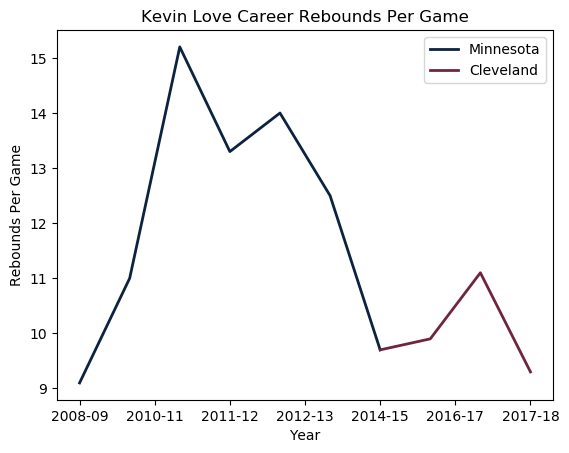 Kevin Love Career Rebounds Per Game
Minnesota
Cleveland
15
14
13
12
11
10
9
Rebounds Per Game
2008-09 2010-11 2011-12 2012-13 2014-15 2016-17 2017-18
Year